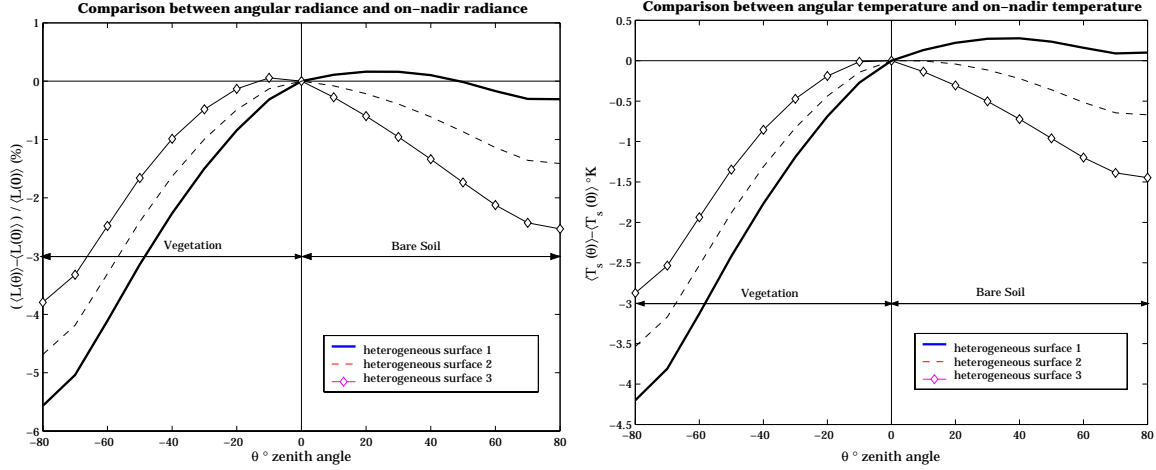 Comparison between angular radiance and on−nadir radiance
1
0
−1
−2
−3
−4
−5
−6
(⟨L(θ)⟩−⟨L(0)⟩) / ⟨L(0)⟩ (%)
Vegetation
Bare Soil
heterogeneous surface 1
heterogeneous surface 2
heterogeneous surface 3
−80 −60 −40 −20 0 20 40 60 80
θ ° zenith angle
Comparison between angular temperature and on−nadir temperature
0.5
0
−0.5
−1
−1.5
−2
−2.5
−3
−3.5
−4
−4.5
⟨T_s (θ)⟩−⟨T_s (0)⟩ °K
Vegetation
Bare Soil
heterogeneous surface 1
heterogeneous surface 2
heterogeneous surface 3
−80 −60 −40 −20 0 20 40 60 80
θ ° zenith angle